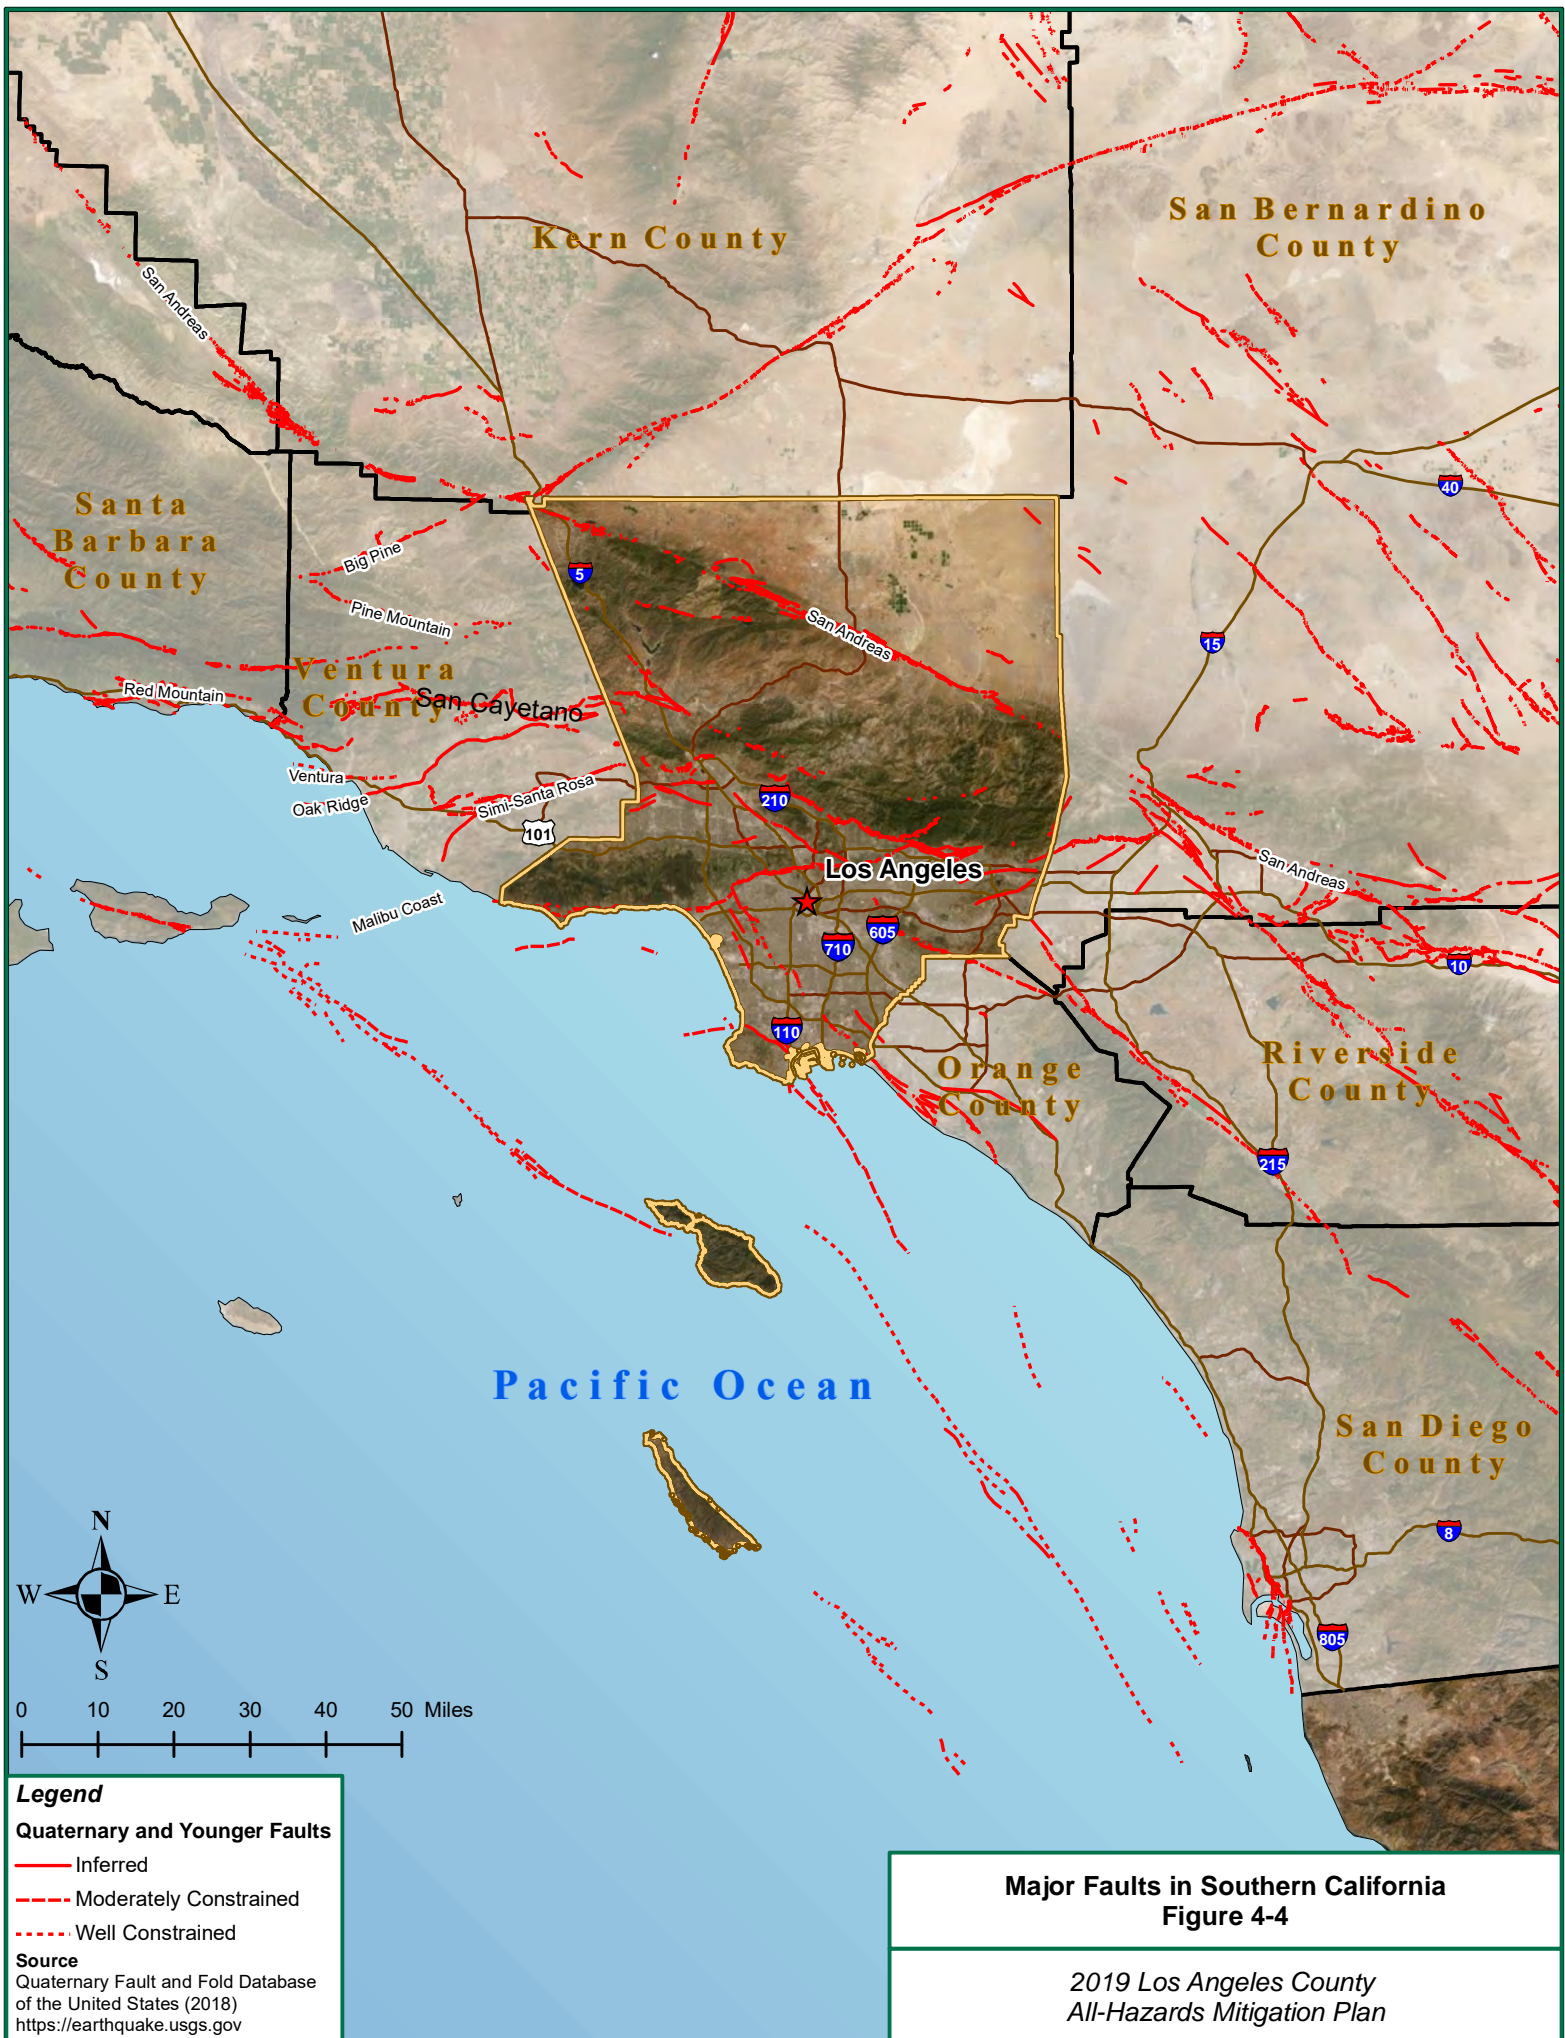 Kern County
San Bernardino
County
San Andreas
Santa
Barbara
County
Big Pine
Pine Mountain
5
San Andreas
40
15
Ventura
County
Red Mountain
San Cayetano
Ventura
Oak Ridge
Simi-Santa Rosa
101
210
Los Angeles
San Andreas
Malibu Coast
605
710
10
110
Orange
County
Riverside
County
215
Pacific Ocean
San Diego
County
8
805
N
W
E
S
0 10 20 30 40 50 Miles
Legend
Quaternary and Younger Faults
Inferred
Moderately Constrained
Well Constrained
Source
Quaternary Fault and Fold Database
of the United States (2018)
https://earthquake.usgs.gov
Major Faults in Southern California
Figure 4-4
2019 Los Angeles County
All-Hazards Mitigation Plan